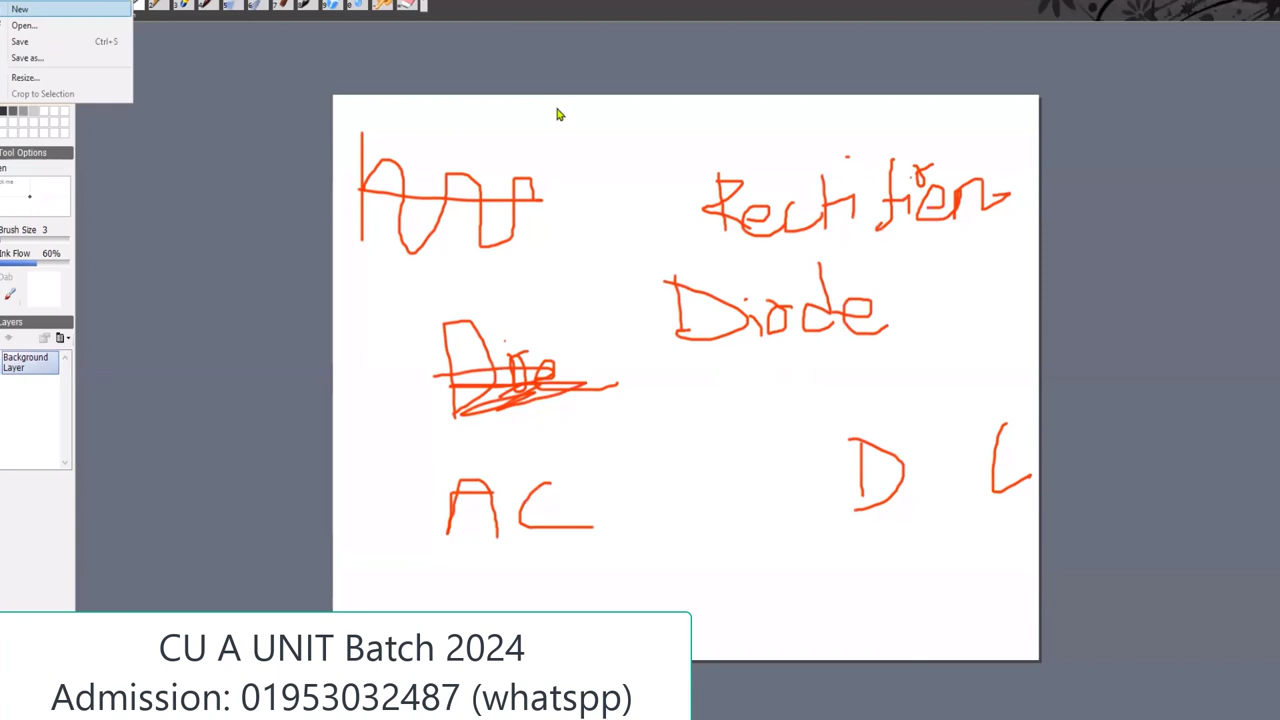 New
Open...
Save Ctrl+S
Save as...
Resize...
Crop to Selection
Tool Options
Brush Size 3
Ink Flow 60%
Dab
Layers
Background
Layer
Rectifier
Diode
AC
D C
CU A UNIT Batch 2024
Admission: 01953032487 (whatspp)